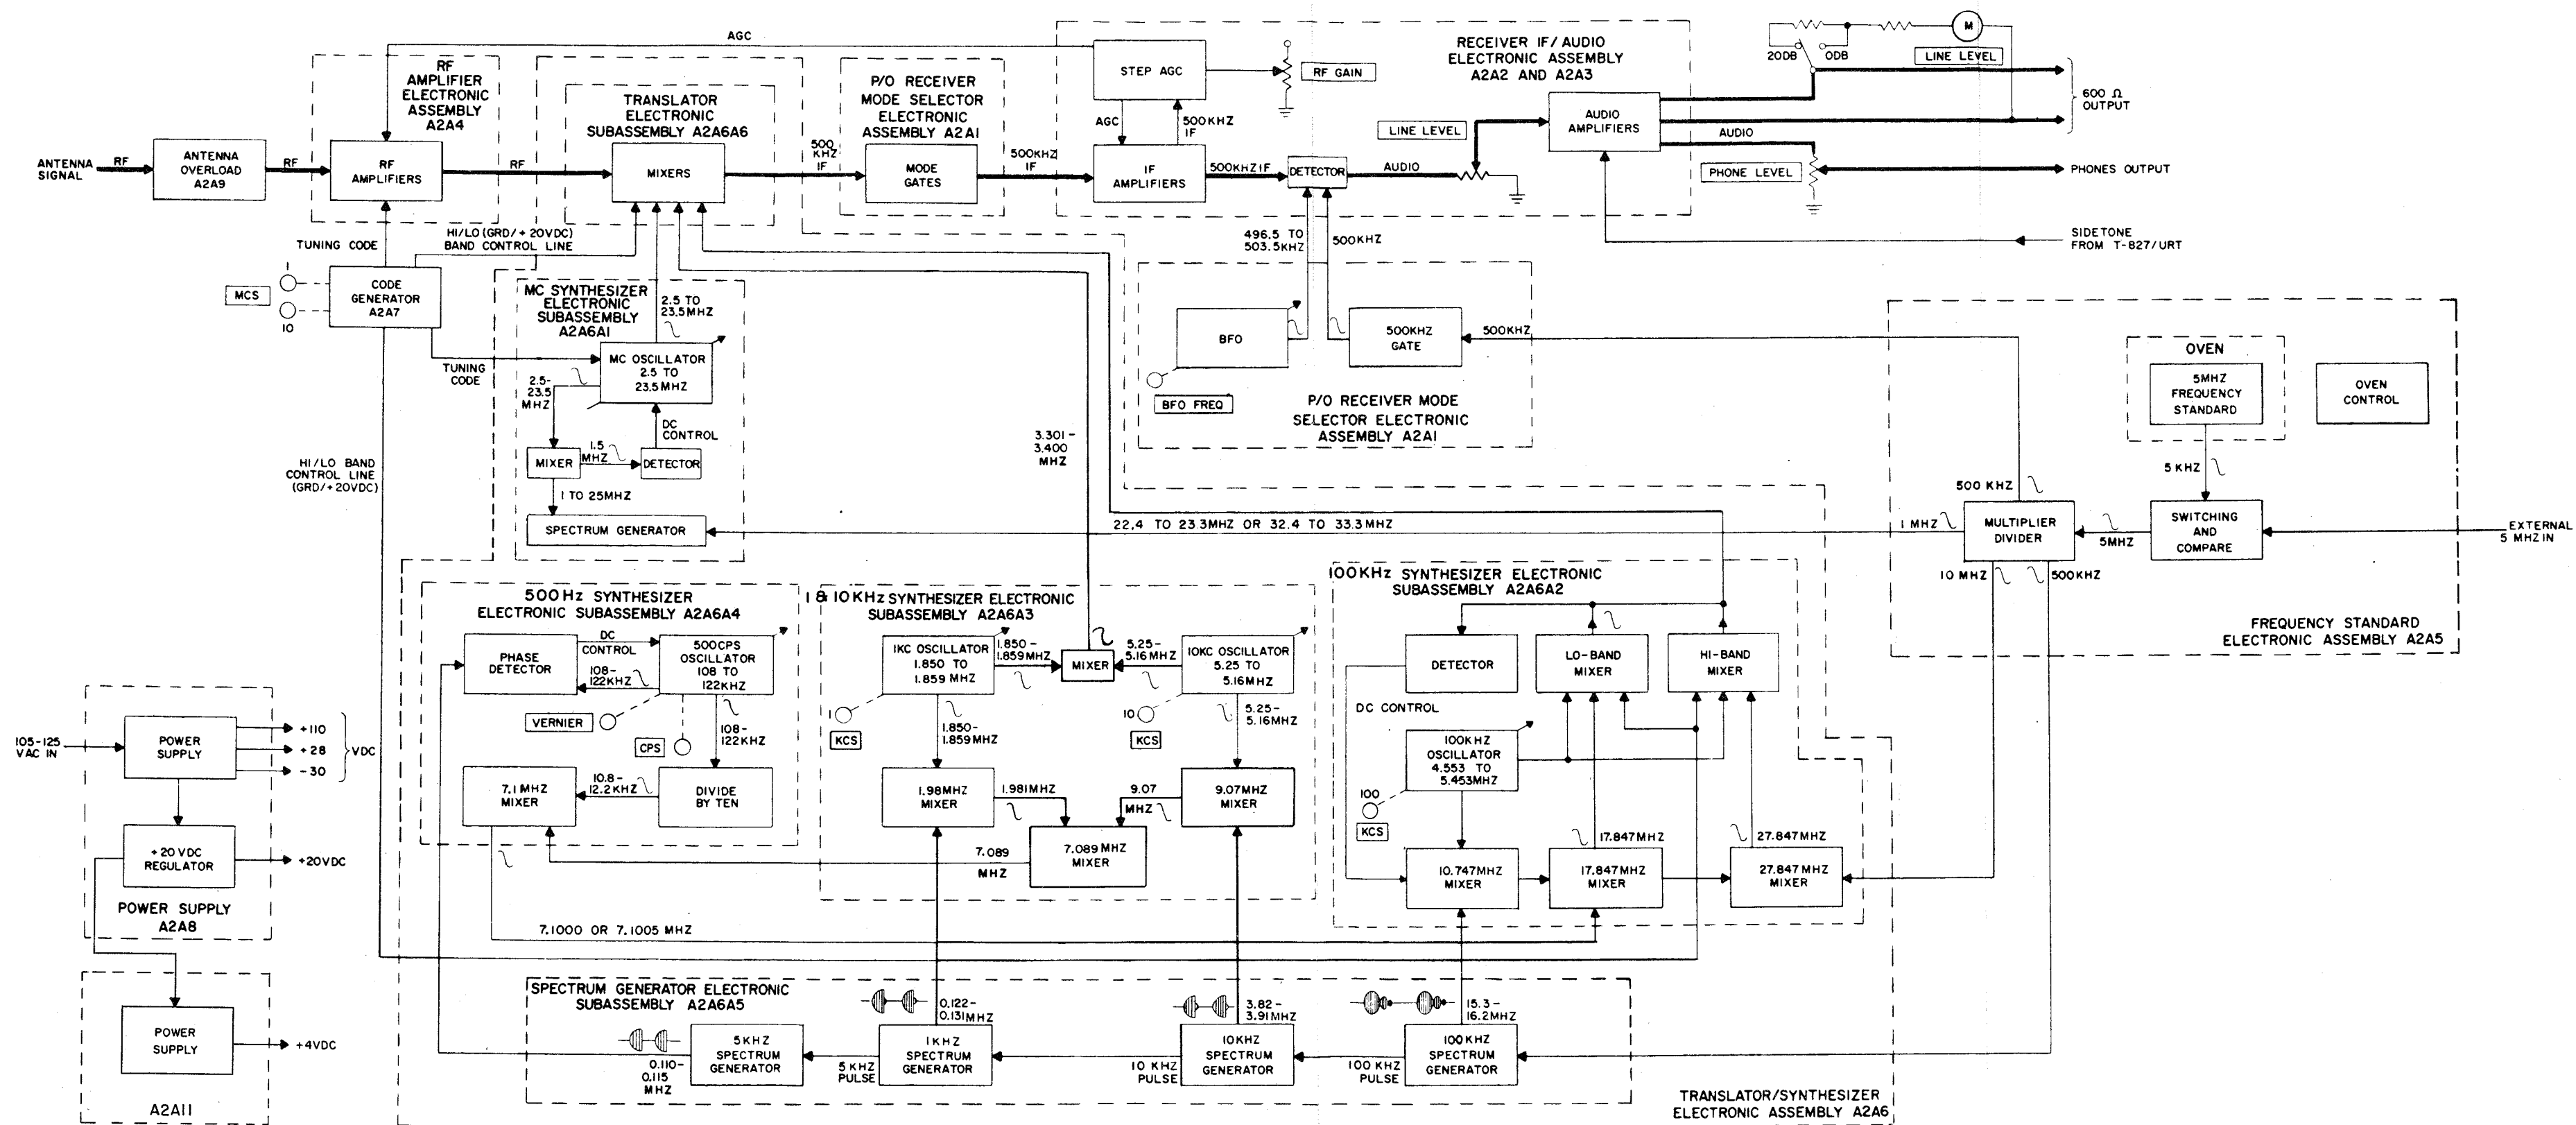 AGC
RF
AMPLIFIER
ELECTRONIC
ASSEMBLY
A2A4
TRANSLATOR
ELECTRONIC
SUBASSEMBLY A2A6A6
P/O RECEIVER
MODE SELECTOR
ELECTRONIC
ASSEMBLY A2A1
STEP AGC
RF GAIN
RECEIVER IF/AUDIO
ELECTRONIC ASSEMBLY
A2A2 AND A2A3
20DB
0DB
M
LINE LEVEL
600 Ω
OUTPUT
ANTENNA
SIGNAL
RF
ANTENNA
OVERLOAD
A2A9
RF
RF
AMPLIFIERS
RF
MIXERS
500
KHZ
IF
MODE
GATES
500KHZ
IF
AGC
500KHZ
IF
IF
AMPLIFIERS
500KHZ IF
DETECTOR
AUDIO
LINE LEVEL
AUDIO
AMPLIFIERS
AUDIO
PHONE LEVEL
PHONES OUTPUT
SIDETONE
FROM T-827/URT
TUNING CODE
HI/LO (GRD/+20VDC)
BAND CONTROL LINE
1
MCS
10
CODE
GENERATOR
A2A7
TUNING
CODE
HI/LO BAND
CONTROL LINE
(GRD/+20VDC)
MC SYNTHESIZER
ELECTRONIC
SUBASSEMBLY
A2A6A1
2.5 TO
23.5MHZ
MC OSCILLATOR
2.5 TO
23.5MHZ
2.5-
23.5
MHZ
DC
CONTROL
MIXER
1.5
MHZ
DETECTOR
1 TO 25MHZ
SPECTRUM GENERATOR
3.301-
3.400
MHZ
496.5 TO
503.5KHZ
500KHZ
BFO
500KHZ
GATE
500KHZ
BFO FREQ
P/O RECEIVER MODE
SELECTOR ELECTRONIC
ASSEMBLY A2A1
22.4 TO 23.3MHZ OR 32.4 TO 33.3MHZ
OVEN
5MHZ
FREQUENCY
STANDARD
OVEN
CONTROL
5 KHZ
500 KHZ
1 MHZ
MULTIPLIER
DIVIDER
5MHZ
SWITCHING
AND
COMPARE
EXTERNAL
5 MHZ IN
10 MHZ
500KHZ
FREQUENCY STANDARD
ELECTRONIC ASSEMBLY A2A5
500Hz SYNTHESIZER
ELECTRONIC SUBASSEMBLY A2A6A4
PHASE
DETECTOR
DC
CONTROL
108-
122KHZ
500CPS
OSCILLATOR
108 TO
122KHZ
VERNIER
CPS
108-
122KHZ
7.1MHZ
MIXER
10.8-
12.2KHZ
DIVIDE
BY TEN
1 & 10KHz SYNTHESIZER ELECTRONIC
SUBASSEMBLY A2A6A3
1KC OSCILLATOR
1.850 TO
1.859 MHZ
1.850-
1.859MHZ
MIXER
5.25-
5.16MHZ
10KC OSCILLATOR
5.25 TO
5.16MHZ
1
KCS
1.850-
1.859MHZ
10
KCS
5.25-
5.16MHZ
1.98MHZ
MIXER
1.981MHZ
9.07
MHZ
9.07MHZ
MIXER
7.089
MHZ
7.089MHZ
MIXER
100KHz SYNTHESIZER ELECTRONIC
SUBASSEMBLY A2A6A2
DETECTOR
LO-BAND
MIXER
HI-BAND
MIXER
DC CONTROL
100KHZ
OSCILLATOR
4.553 TO
5.453MHZ
100
KCS
17.847MHZ
27.847MHZ
10.747MHZ
MIXER
17.847MHZ
MIXER
27.847MHZ
MIXER
7.1000 OR 7.1005 MHZ
105-125
VAC IN
POWER
SUPPLY
+110
+28
-30
VDC
+20VDC
REGULATOR
+20VDC
POWER SUPPLY
A2A8
POWER
SUPPLY
+4VDC
A2A11
SPECTRUM GENERATOR ELECTRONIC
SUBASSEMBLY A2A6A5
0.110-
0.115
MHZ
5KHZ
SPECTRUM
GENERATOR
5 KHZ
PULSE
0.122-
0.131MHZ
1KHZ
SPECTRUM
GENERATOR
10 KHZ
PULSE
3.82-
3.91MHZ
10KHZ
SPECTRUM
GENERATOR
100 KHZ
PULSE
15.3-
16.2MHZ
100KHZ
SPECTRUM
GENERATOR
TRANSLATOR/SYNTHESIZER
ELECTRONIC ASSEMBLY A2A6